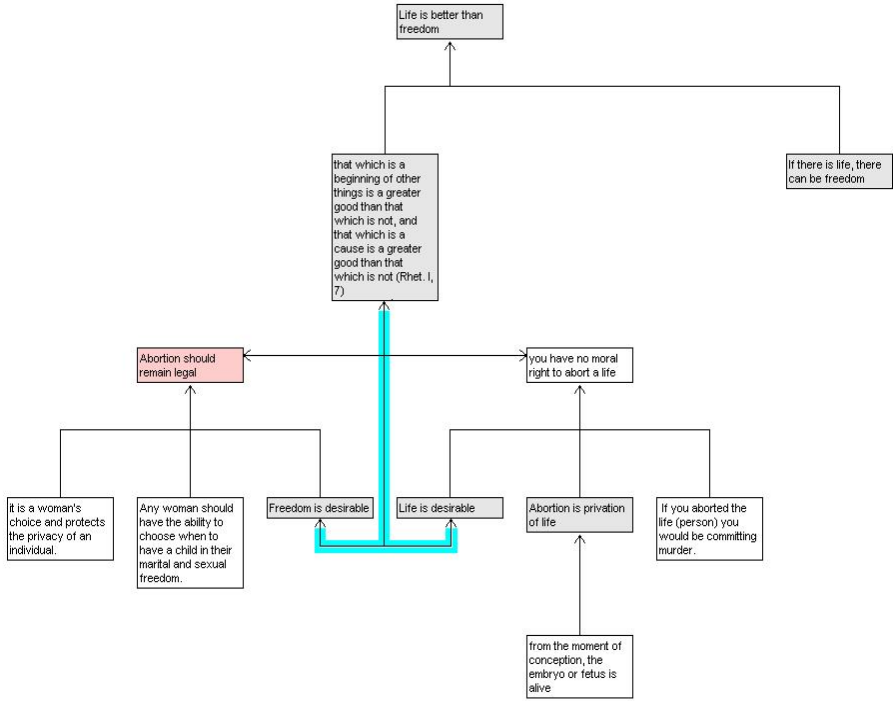 Life is better than
freedom
that which is a
beginning of other
things is a greater
good than that
which is not, and
that which is a
cause is a greater
good than that
which is not (Rhet. I,
7)
If there is life, there
can be freedom
Abortion should
remain legal
you have no moral
right to abort a life
it is a woman's
choice and protects
the privacy of an
individual.
Any woman should
have the ability to
choose when to
have a child in their
marital and sexual
freedom.
Freedom is desirable
Life is desirable
Abortion is privation
of life
If you aborted the
life (person) you
would be committing
murder.
from the moment of
conception, the
embryo or fetus is
alive